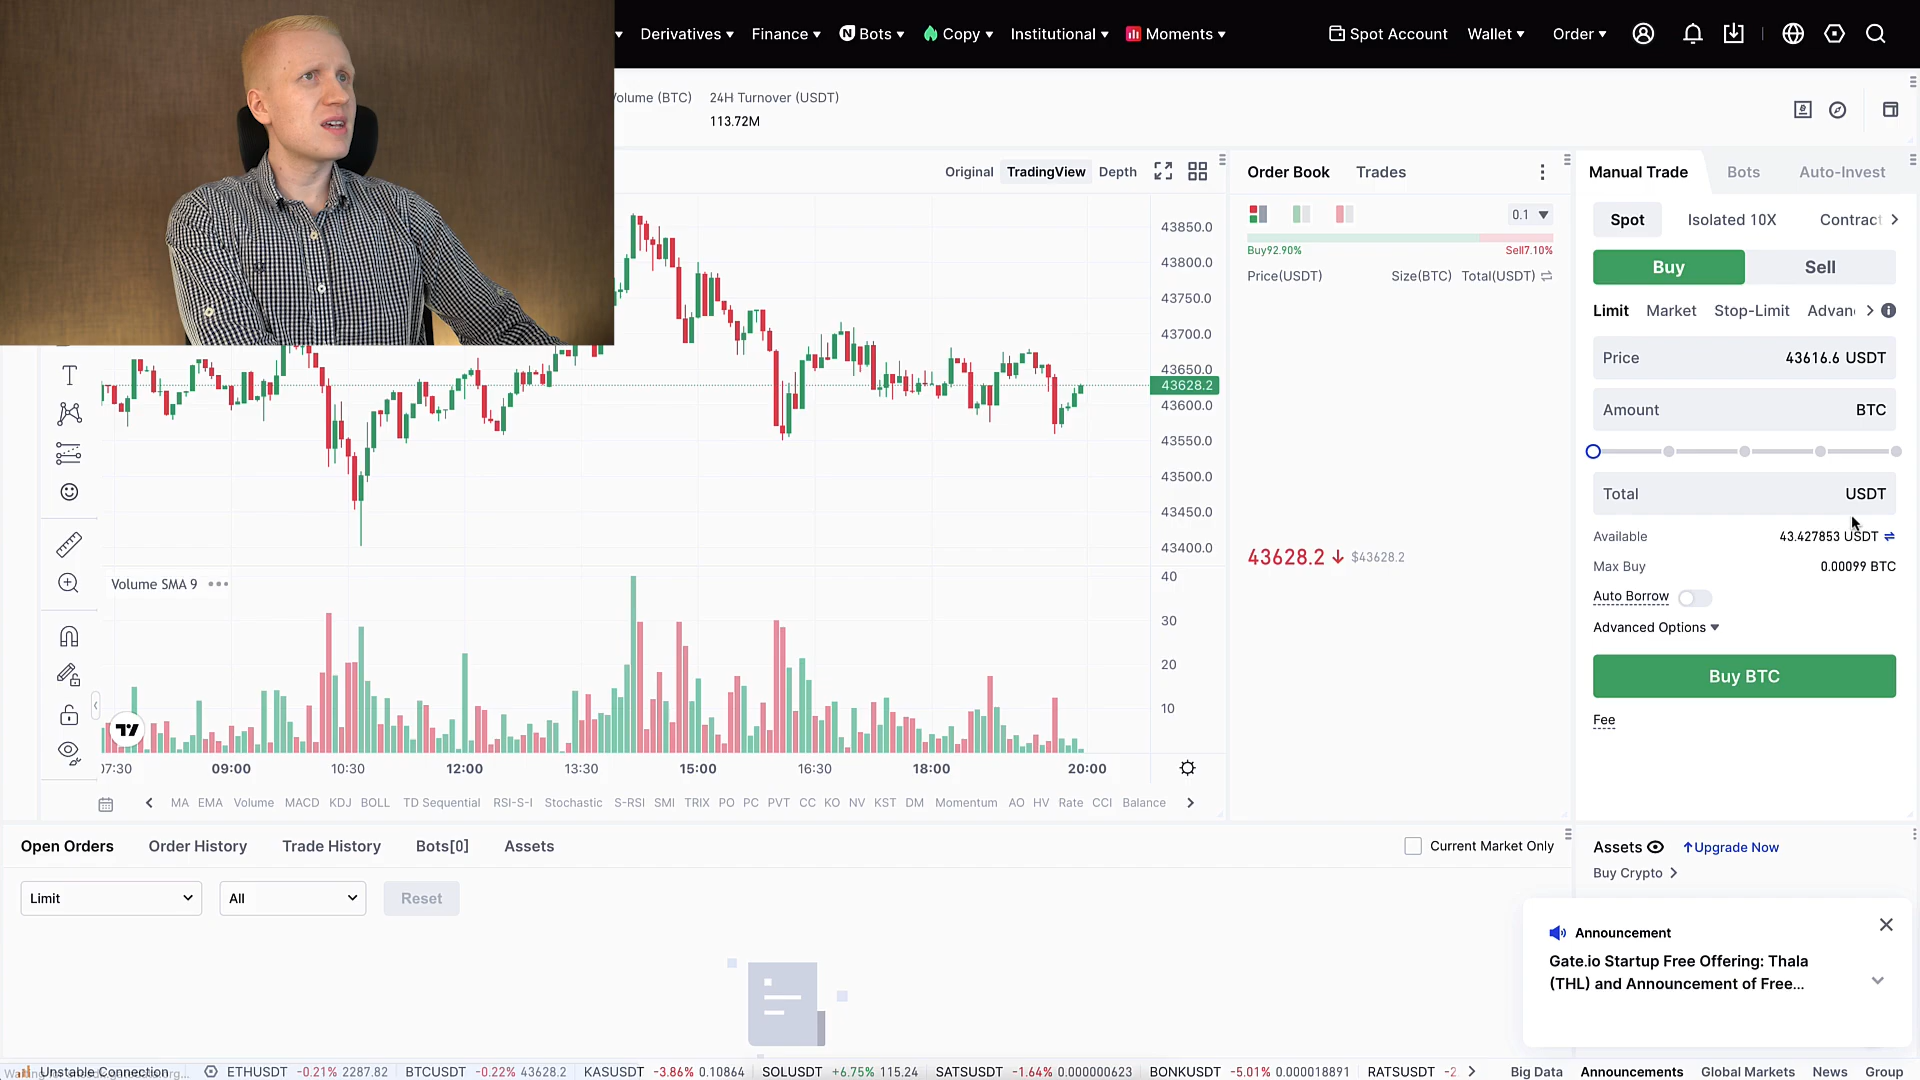 Derivatives Finance Bots Copy Institutional Moments Spot Account Wallet Order
Volume (BTC) 24H Turnover (USDT)
113.72M
Original TradingView Depth
Order Book Trades
Manual Trade Bots Auto-Invest
0.1
Spot Isolated 10X Contract
Buy92.90% Sell7.10%
Price(USDT) Size(BTC) Total(USDT)
Buy Sell
Limit Market Stop-Limit Advan
Price 43616.6 USDT
Amount BTC
Total USDT
Available 43.427853 USDT
Max Buy 0.00099 BTC
Auto Borrow
Advanced Options
Buy BTC
Fee
43628.2 $43628.2
43850.0
43800.0
43750.0
43700.0
43650.0
43628.2
43600.0
43550.0
43500.0
43450.0
43400.0
Volume SMA 9
40
30
20
10
07:30 09:00 10:30 12:00 13:30 15:00 16:30 18:00 20:00
MA EMA Volume MACD KDJ BOLL TD Sequential RSI-S-I Stochastic S-RSI SMI TRIX PO PC PVT CC KO NV KST DM Momentum AO HV Rate CCI Balance
Open Orders Order History Trade History Bots[0] Assets Current Market Only
Limit All Reset
Assets Upgrade Now
Buy Crypto
Announcement
Gate.io Startup Free Offering: Thala
(THL) and Announcement of Free...
Unstable Connection ETHUSDT -0.21% 2287.82 BTCUSDT -0.22% 43628.2 KASUSDT -3.86% 0.10864 SOLUSDT +6.75% 115.24 SATSUSDT -1.64% 0.000000623 BONKUSDT -5.01% 0.000018891 RATSUSDT -2 Big Data Announcements Global Markets News Group